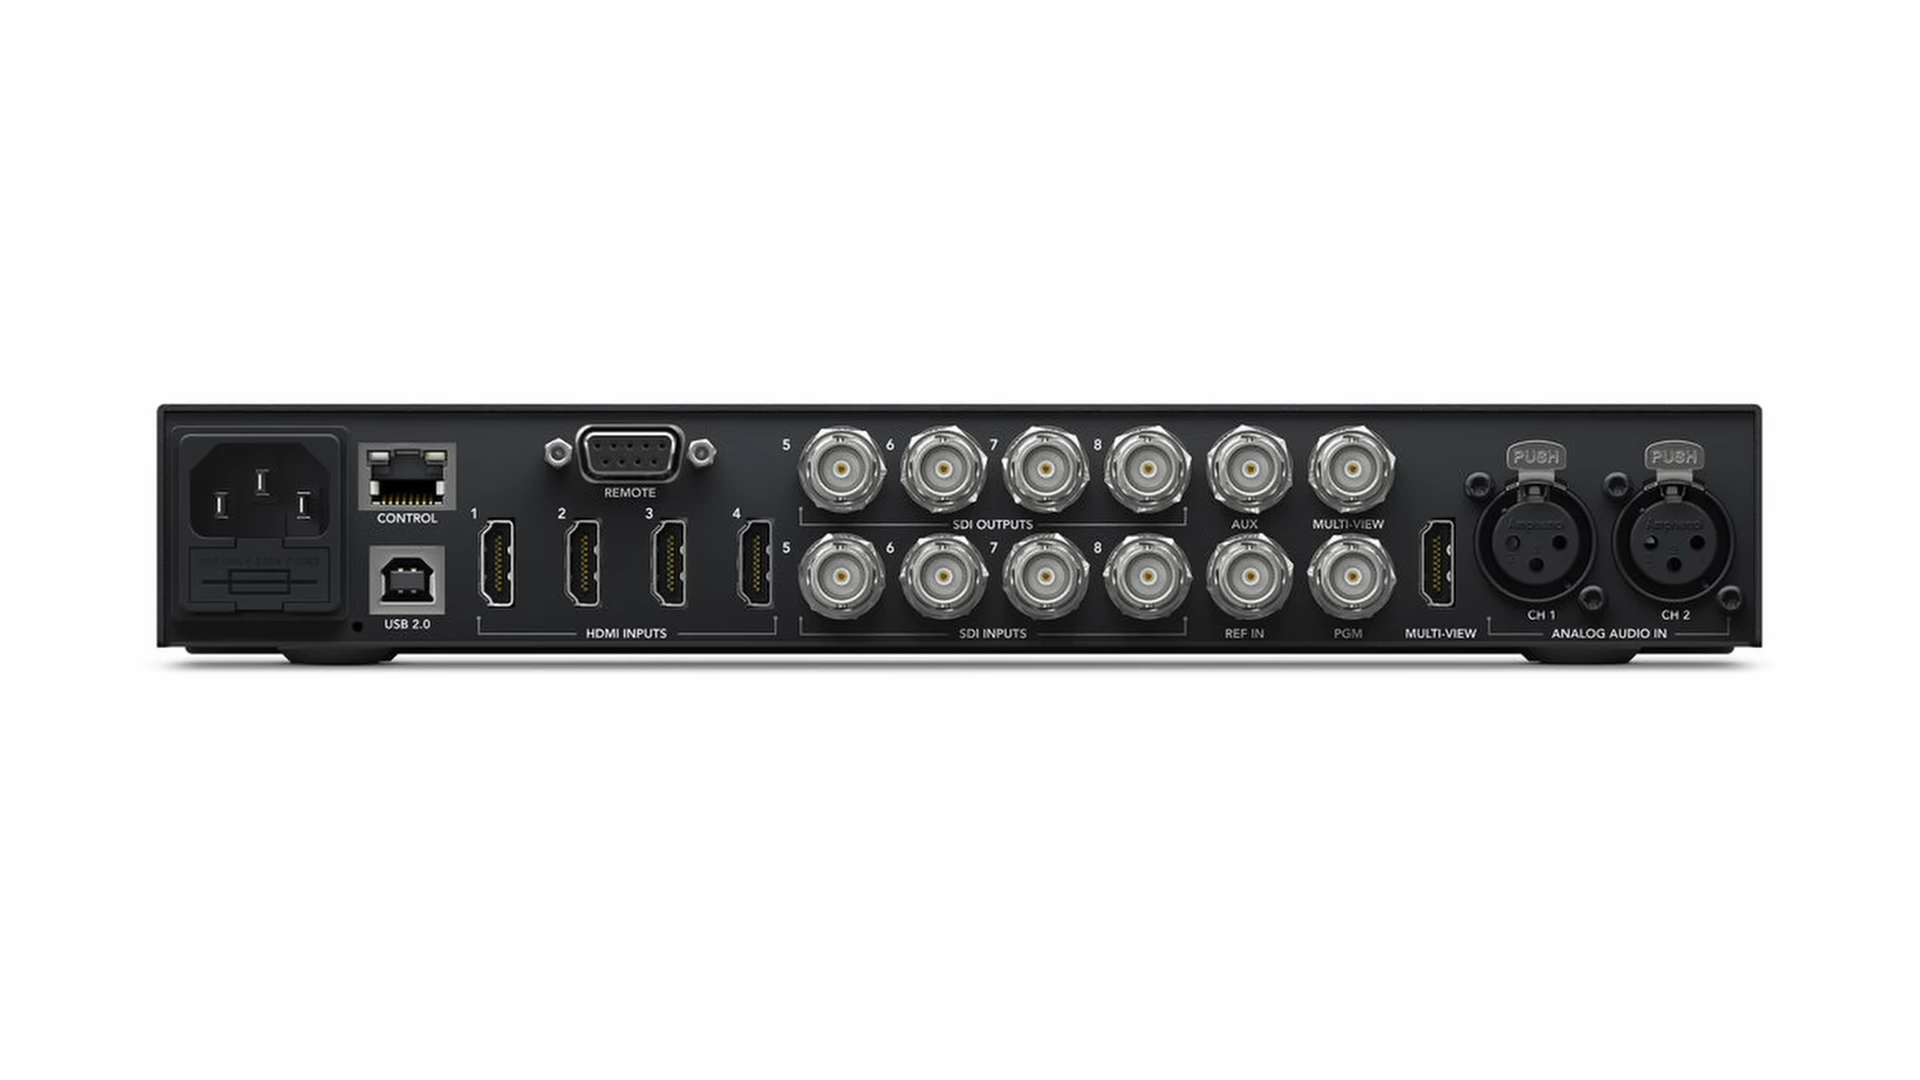 CONTROL
USB 2.0
REMOTE
1
2
3
4
HDMI INPUTS
5
6
7
8
SDI OUTPUTS
AUX
MULTI-VIEW
5
6
7
8
SDI INPUTS
REF IN
PGM
MULTI-VIEW
PUSH
PUSH
Amphenol
Amphenol
CH 1
CH 2
ANALOG AUDIO IN